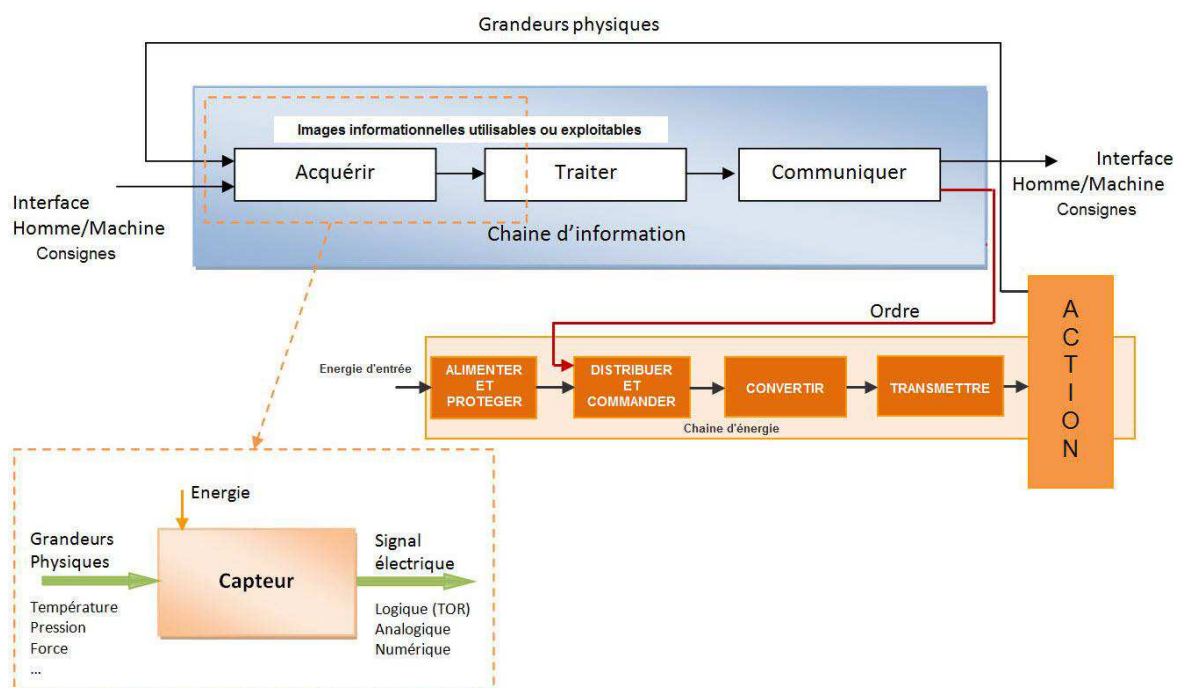 Grandeurs physiques
Images informationnelles utilisables ou exploitables
Acquérir
Traiter
Communiquer
Interface
Homme/Machine
Consignes
Interface
Homme/Machine
Consignes
Chaine d'information
Ordre
Energie d'entrée
ALIMENTER
ET
PROTEGER
DISTRIBUER
ET
COMMANDER
CONVERTIR
TRANSMETTRE
Chaine d'énergie
A
C
T
I
O
N
Energie
Grandeurs
Physiques
Capteur
Signal
électrique
Température
Pression
Force
...
Logique (TOR)
Analogique
Numérique